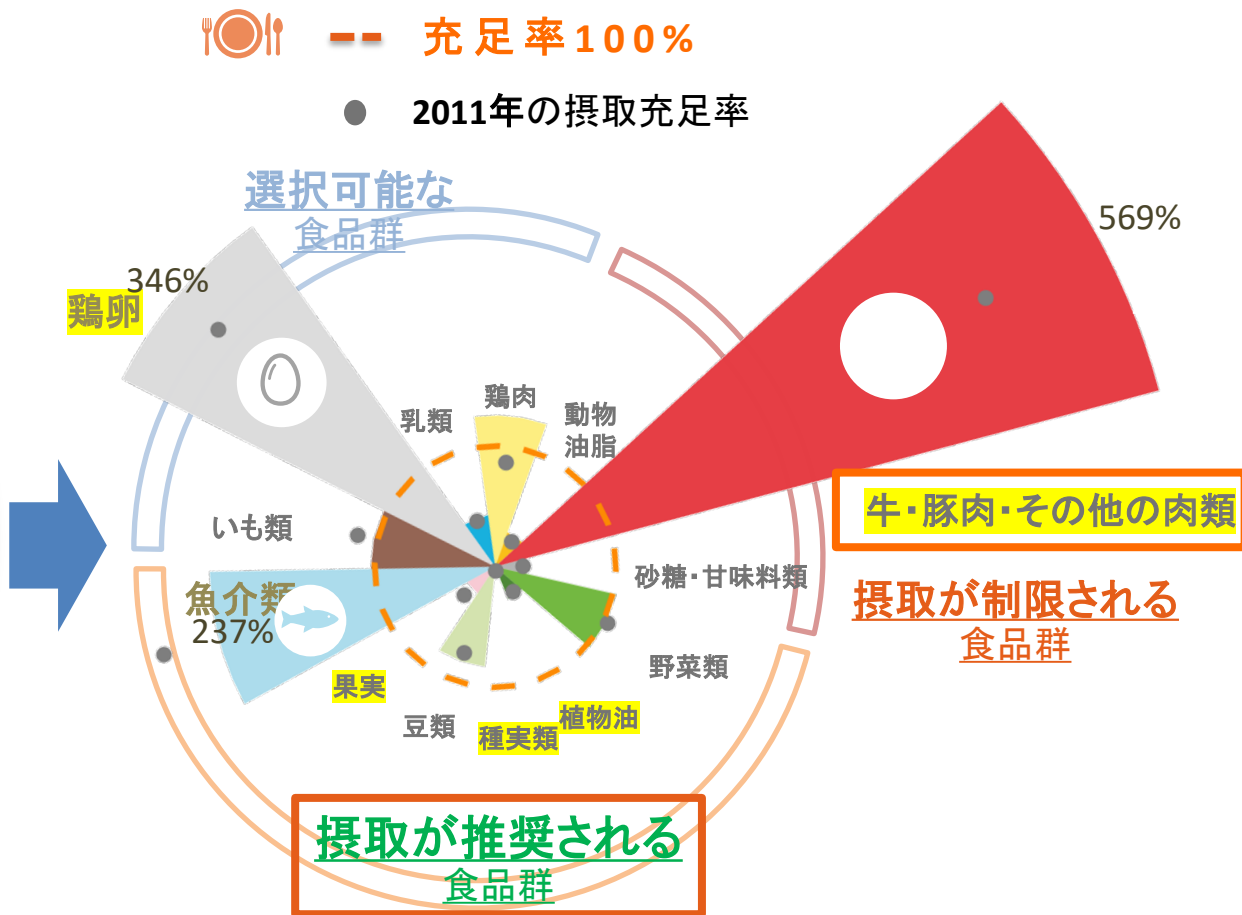 充足率100%
2011年の摂取充足率
選択可能な
食品群
569%
346%
鶏卵
鶏肉
乳類
動物
油脂
牛・豚肉・その他の肉類
いも類
砂糖・甘味料類
魚介類
237%
摂取が制限される
食品群
野菜類
果実
豆類
種実類
植物油
摂取が推奨される
食品群